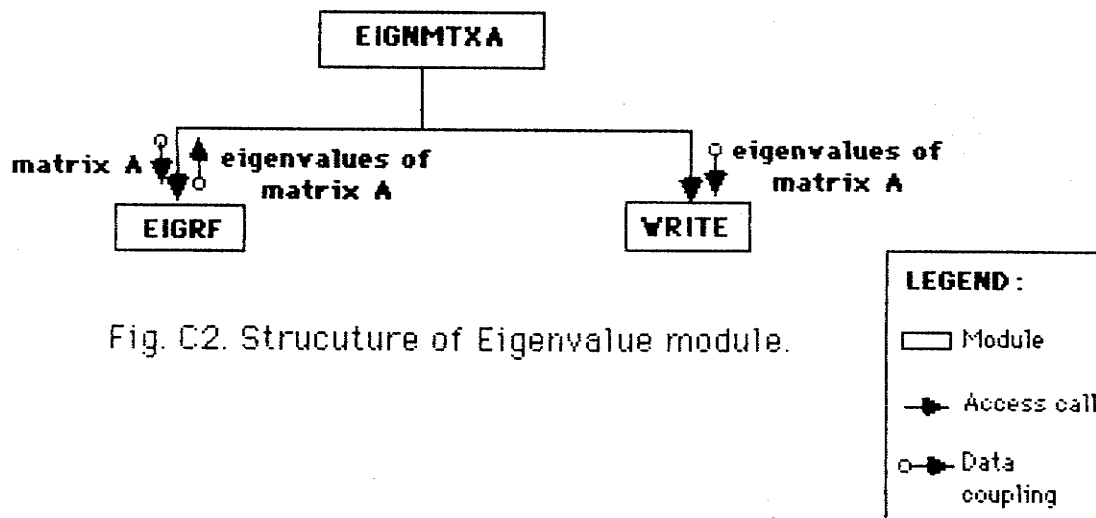 EIGNMTXA
matrix A
eigenvalues of
matrix A
eigenvalues of
matrix A
EIGRF
WRITE
LEGEND :
Module
Access call
Data
coupling
Fig. C2. Strucuture of Eigenvalue module.